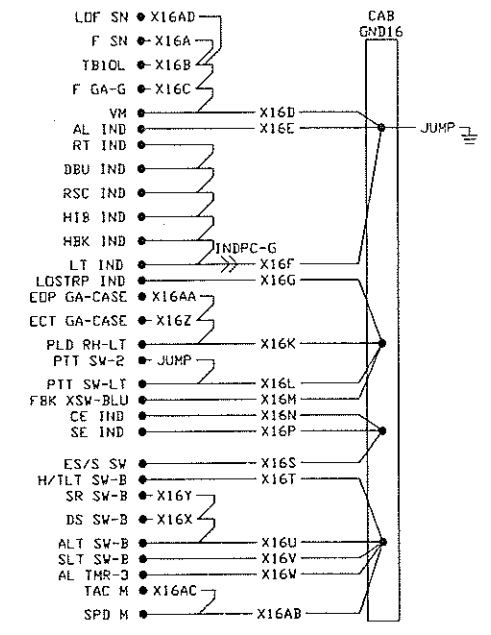 LOF SN X16AD
CAB
GND16
F SN X16A
TB10L X16B
F GA-G X16C
VM X16D
AL IND X16E
JUMP
RT IND
DBU IND
RSC IND
HIB IND
HBK IND
INDPC-G
LT IND X16F
LOSTRP IND X16G
EOP GA-CASE X16AA
ECT GA-CASE X16Z
PLD RH-LT X16K
PTT SW-2 JUMP
PTT SW-LT X16L
FBK XSW-BLU X16M
CE IND X16N
SE IND X16P
ES/S SW X16S
H/TLT SW-B X16T
SR SW-B X16Y
DS SW-B X16X
ALT SW-B X16U
SLT SW-B X16V
AL TMR-3 X16W
TAC M X16AC
SPD M X16AB